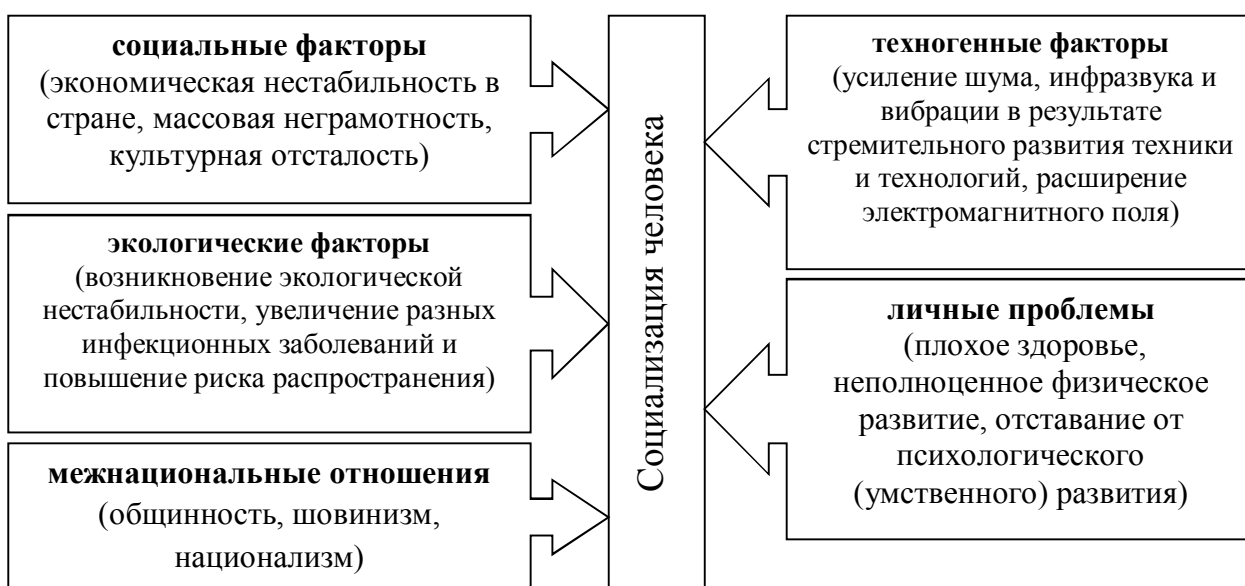 социальные факторы
(экономическая нестабильность в
стране, массовая неграмотность,
культурная отсталость)
экологические факторы
(возникновение экологической
нестабильности, увеличение разных
инфекционных заболеваний и
повышение риска распространения)
межнациональные отношения
(общинность, шовинизм,
национализм)
Социализация человека
техногенные факторы
(усиление шума, инфразвука и
вибрации в результате
стремительного развития техники
и технологий, расширение
электромагнитного поля)
личные проблемы
(плохое здоровье,
неполноценное физическое
развитие, отставание от
психологического
(умственного) развития)